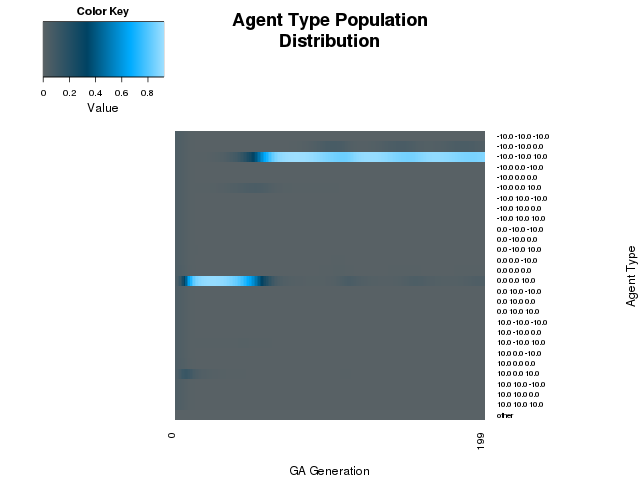 Color Key
0 0.2 0.4 0.6 0.8
Value
Agent Type Population
Distribution
-10.0 -10.0 -10.0
-10.0 -10.0 0.0
-10.0 -10.0 10.0
-10.0 0.0 -10.0
-10.0 0.0 0.0
-10.0 0.0 10.0
-10.0 10.0 -10.0
-10.0 10.0 0.0
-10.0 10.0 10.0
0.0 -10.0 -10.0
0.0 -10.0 0.0
0.0 -10.0 10.0
0.0 0.0 -10.0
0.0 0.0 0.0
0.0 0.0 10.0
0.0 10.0 -10.0
0.0 10.0 0.0
0.0 10.0 10.0
10.0 -10.0 -10.0
10.0 -10.0 0.0
10.0 -10.0 10.0
10.0 0.0 -10.0
10.0 0.0 0.0
10.0 0.0 10.0
10.0 10.0 -10.0
10.0 10.0 0.0
10.0 10.0 10.0
other
Agent Type
0 199
GA Generation